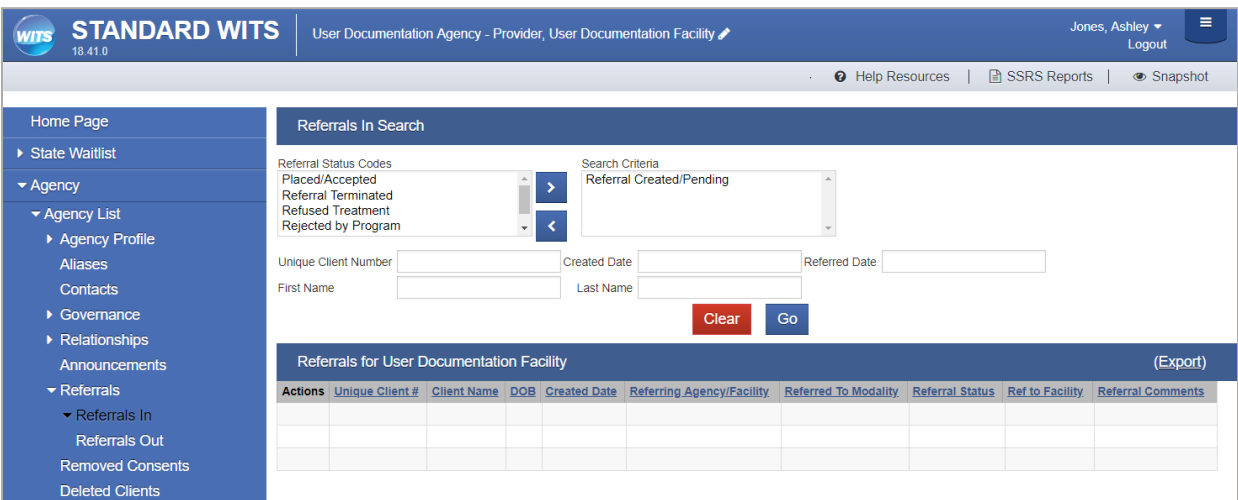 WITS
STANDARD WITS
18.41.0
User Documentation Agency - Provider, User Documentation Facility
Jones, Ashley
Logout
Help Resources | SSRS Reports | Snapshot
Home Page
State Waitlist
Agency
Agency List
Agency Profile
Aliases
Contacts
Governance
Relationships
Announcements
Referrals
Referrals In
Referrals Out
Removed Consents
Deleted Clients
Referrals In Search
Referral Status Codes
Placed/Accepted
Referral Terminated
Refused Treatment
Rejected by Program
Search Criteria
Referral Created/Pending
Unique Client Number Created Date Referred Date
First Name Last Name
Clear Go
Referrals for User Documentation Facility (Export)
Actions Unique Client # Client Name DOB Created Date Referring Agency/Facility Referred To Modality Referral Status Ref to Facility Referral Comments